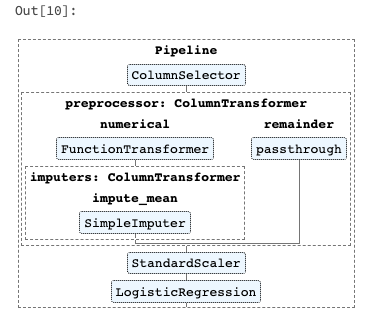 Out[10]:
Pipeline
ColumnSelector
preprocessor: ColumnTransformer
numerical
remainder
FunctionTransformer
passthrough
imputers: ColumnTransformer
impute_mean
SimpleImputer
StandardScaler
LogisticRegression